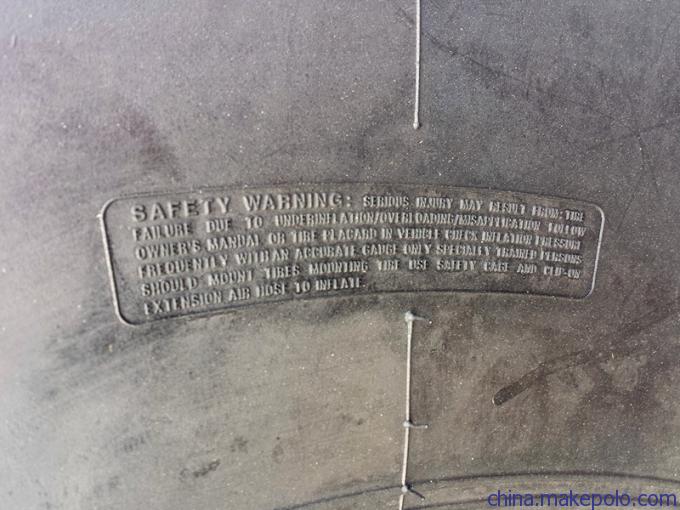 SAFETY WARNING: SERIOUS INJURY MAY RESULT FROM: TIRE
FAILURE DUE TO UNDERINFLATION/OVERLOADING/MISAPPLICATION FOLLOW
OWNER'S MANUAL OR TIRE PLACARD IN VEHICLE CHECK INFLATION PRESSURE
FREQUENTLY WITH AN ACCURATE GAUGE ONLY SPECIALLY TRAINED PERSONS
SHOULD MOUNT TIRES MOUNTING TIRE USE SAFETY CAGE AND CLIP-ON
EXTENSION AIR HOSE TO INFLATE
china.makepolo.com